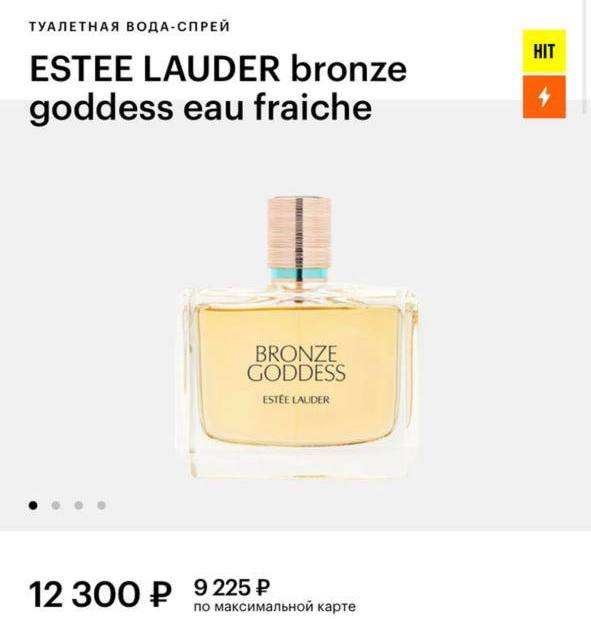 ТУАЛЕТНАЯ ВОДА-СПРЕЙ
ESTEE LAUDER bronze
goddess eau fraiche
HIT
BRONZE
GODDESS
ESTÉE LAUDER
12 300 ₽
9 225 ₽
по максимальной карте